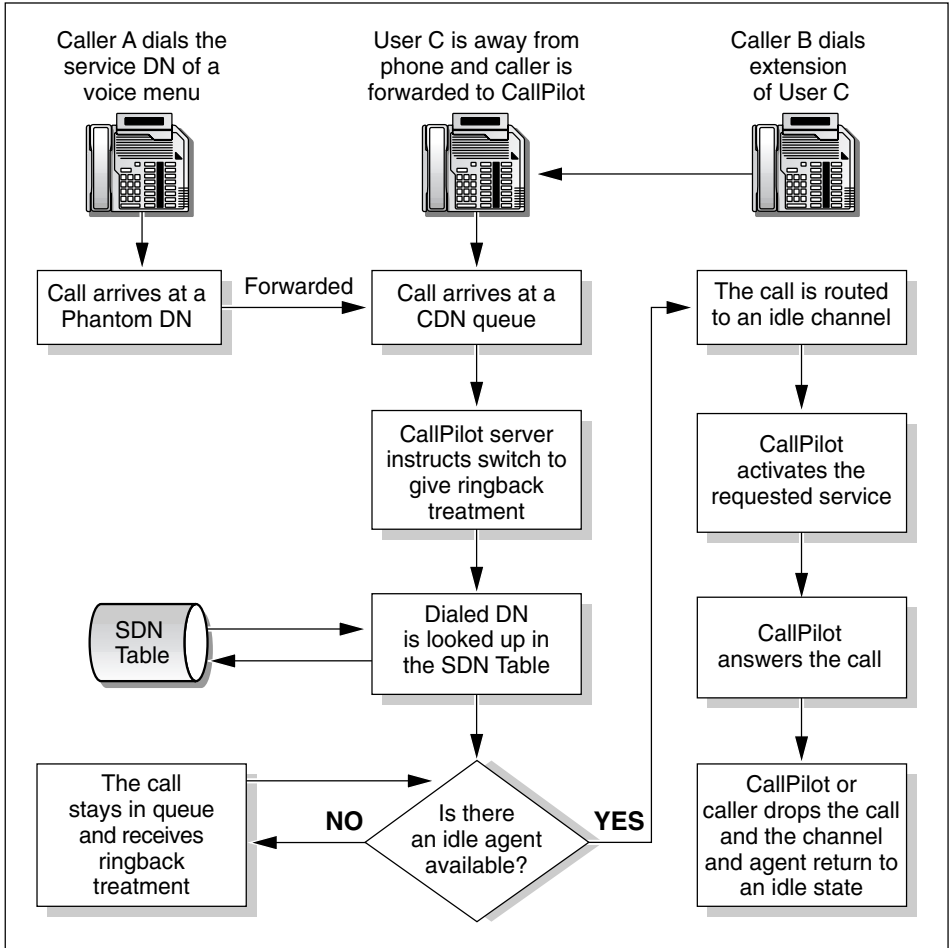 Caller A dials the
service DN of a
voice menu
User C is away from
phone and caller is
forwarded to CallPilot
Caller B dials
extension
of User C
Call arrives at a
Phantom DN
Forwarded
Call arrives at a
CDN queue
The call is routed
to an idle channel
CallPilot server
instructs switch to
give ringback
treatment
CallPilot
activates the
requested service
SDN
Table
Dialed DN
is looked up in
the SDN Table
CallPilot
answers the call
The call
stays in queue
and receives
ringback
treatment
NO
Is there
an idle agent
available?
YES
CallPilot or
caller drops the call
and the channel
and agent return to
an idle state